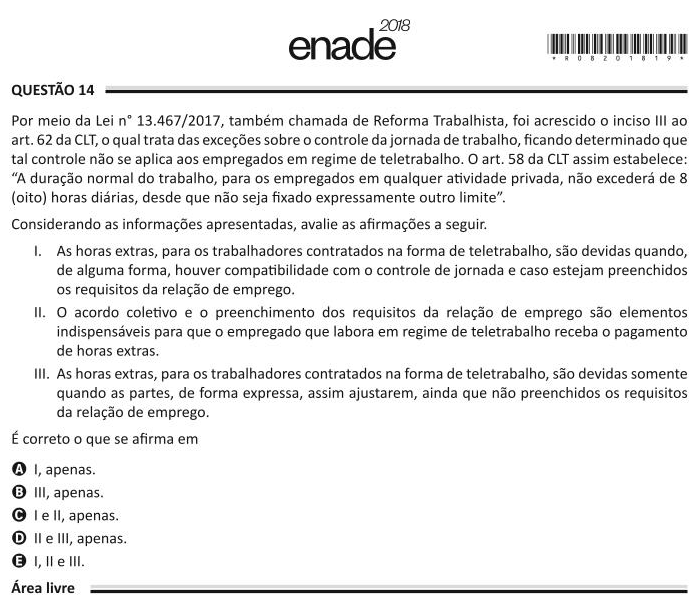 enade 2018
*R0820181 9*
QUESTÃO 14
Por meio da Lei n° 13.467/2017, também chamada de Reforma Trabalhista, foi acrescido o inciso III ao
art. 62 da CLT, o qual trata das exceções sobre o controle da jornada de trabalho, ficando determinado que
tal controle não se aplica aos empregados em regime de teletrabalho. O art. 58 da CLT assim estabelece:
“A duração normal do trabalho, para os empregados em qualquer atividade privada, não excederá de 8
(oito) horas diárias, desde que não seja fixado expressamente outro limite”.
Considerando as informações apresentadas, avalie as afirmações a seguir.
I. As horas extras, para os trabalhadores contratados na forma de teletrabalho, são devidas quando,
de alguma forma, houver compatibilidade com o controle de jornada e caso estejam preenchidos
os requisitos da relação de emprego.
II. O acordo coletivo e o preenchimento dos requisitos da relação de emprego são elementos
indispensáveis para que o empregado que labora em regime de teletrabalho receba o pagamento
de horas extras.
III. As horas extras, para os trabalhadores contratados na forma de teletrabalho, são devidas somente
quando as partes, de forma expressa, assim ajustarem, ainda que não preenchidos os requisitos
da relação de emprego.
É correto o que se afirma em
A I, apenas.
B III, apenas.
C I e II, apenas.
D II e III, apenas.
E I, II e III.
Área livre